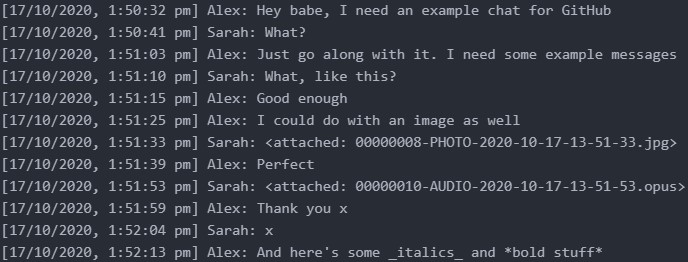 [17/10/2020, 1:50:32 pm] Alex: Hey babe, I need an example chat for GitHub
[17/10/2020, 1:50:41 pm] Sarah: What?
[17/10/2020, 1:51:03 pm] Alex: Just go along with it. I need some example messages
[17/10/2020, 1:51:10 pm] Sarah: What, like this?
[17/10/2020, 1:51:15 pm] Alex: Good enough
[17/10/2020, 1:51:25 pm] Alex: I could do with an image as well
[17/10/2020, 1:51:33 pm] Sarah: <attached: 00000008-PHOTO-2020-10-17-13-51-33.jpg>
[17/10/2020, 1:51:39 pm] Alex: Perfect
[17/10/2020, 1:51:53 pm] Sarah: <attached: 00000010-AUDIO-2020-10-17-13-51-53.opus>
[17/10/2020, 1:51:59 pm] Alex: Thank you x
[17/10/2020, 1:52:04 pm] Sarah: x
[17/10/2020, 1:52:13 pm] Alex: And here's some _italics_ and *bold stuff*